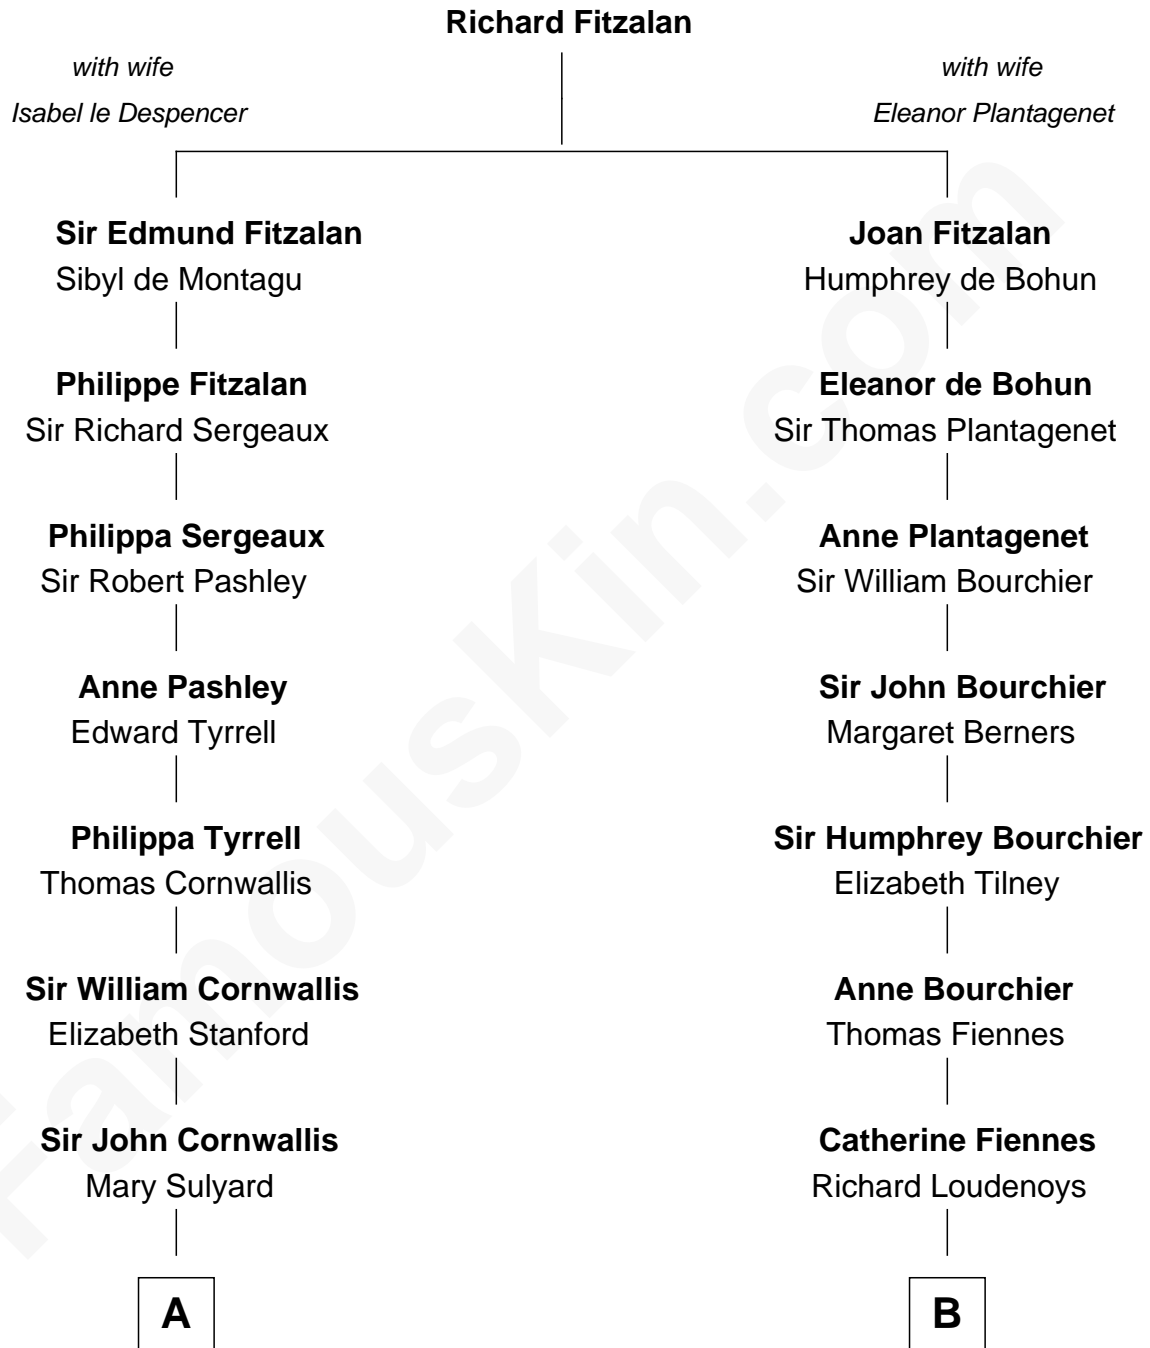 Richard Fitzalan
with wife
Isabel le Despencer
with wife
Eleanor Plantagenet
Sir Edmund Fitzalan
Sibyl de Montagu
Joan Fitzalan
Humphrey de Bohun
Philippe Fitzalan
Sir Richard Sergeaux
Eleanor de Bohun
Sir Thomas Plantagenet
Philippa Sergeaux
Sir Robert Pashley
Anne Plantagenet
Sir William Bourchier
Anne Pashley
Edward Tyrrell
Sir John Bourchier
Margaret Berners
Philippa Tyrrell
Thomas Cornwallis
Sir Humphrey Bourchier
Elizabeth Tilney
Sir William Cornwallis
Elizabeth Stanford
Anne Bourchier
Thomas Fiennes
Sir John Cornwallis
Mary Sulyard
Catherine Fiennes
Richard Loudenoys
A
B
FamousKin.com